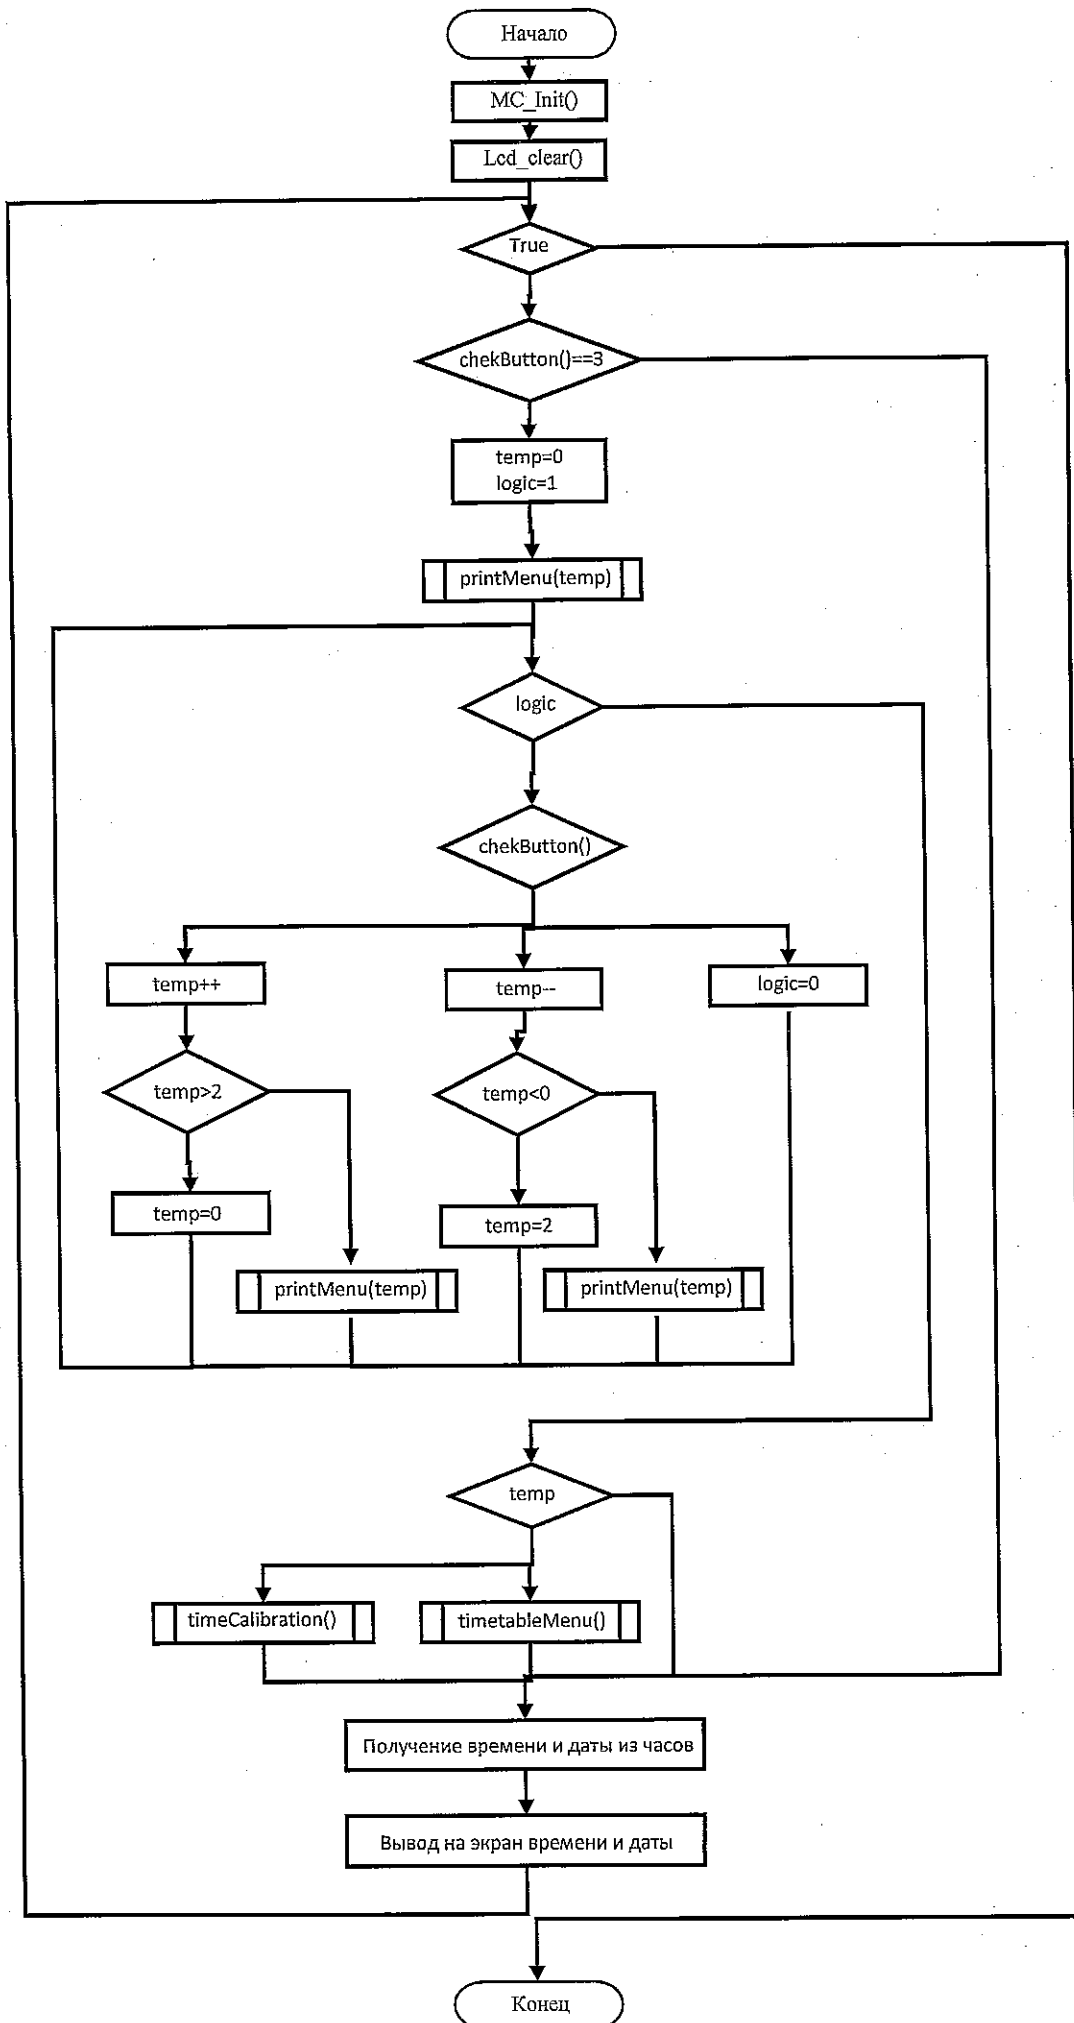 Начало
MC_Init()
Lcd_clear()
True
chekButton()==3
temp=0
logic=1
printMenu(temp)
logic
chekButton()
temp++
temp--
logic=0
temp>2
temp<0
temp=0
temp=2
printMenu(temp)
printMenu(temp)
temp
timeCalibration()
timetableMenu()
Получение времени и даты из часов
Вывод на экран времени и даты
Конец